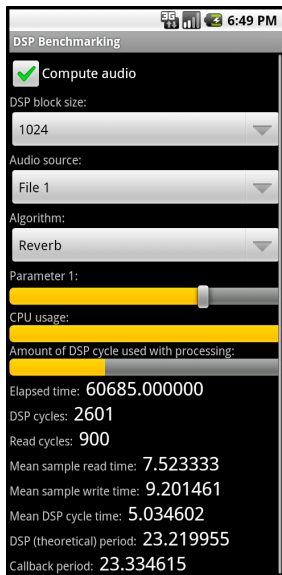 3G 6:49 PM
DSP Benchmarking
Compute audio
DSP block size:
1024
Audio source:
File 1
Algorithm:
Reverb
Parameter 1:
CPU usage:
Amount of DSP cycle used with processing:
Elapsed time: 60685.000000
DSP cycles: 2601
Read cycles: 900
Mean sample read time: 7.523333
Mean sample write time: 9.201461
Mean DSP cycle time: 5.034602
DSP (theoretical) period: 23.219955
Callback period: 23.334615